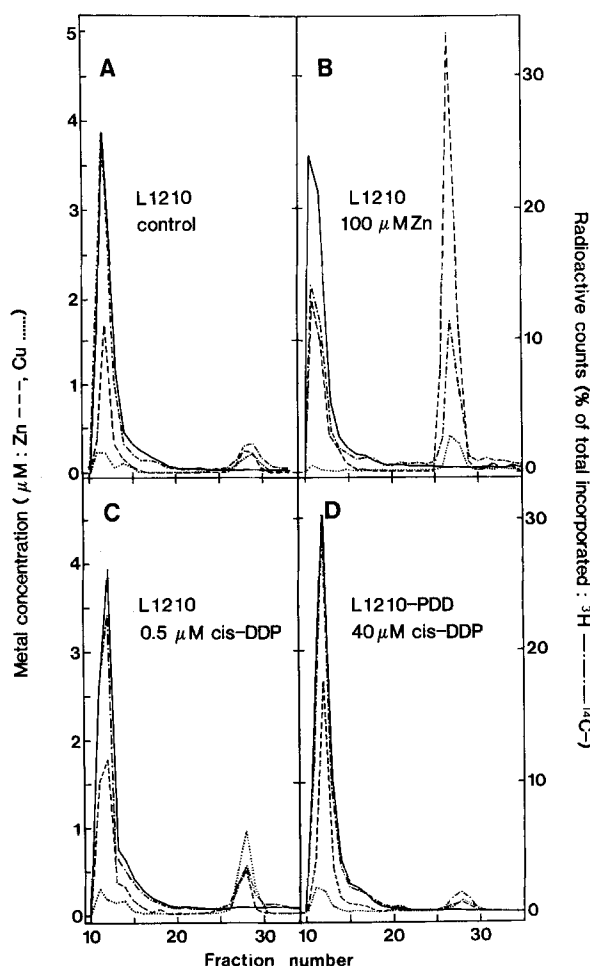 A
L1210
control
B
L1210
100 μM Zn
C
L1210
0.5 μM cis-DDP
D
L1210-PDD
40 μM cis-DDP
5
4
3
2
1
0
4
3
2
1
0
30
20
10
0
30
20
10
0
10 20 30 10 20 30
Fraction number
Metal concentration ( μM : Zn ---, Cu ......)
Radioactive counts (% of total incorporated : ³H —·—·— ¹⁴C-)